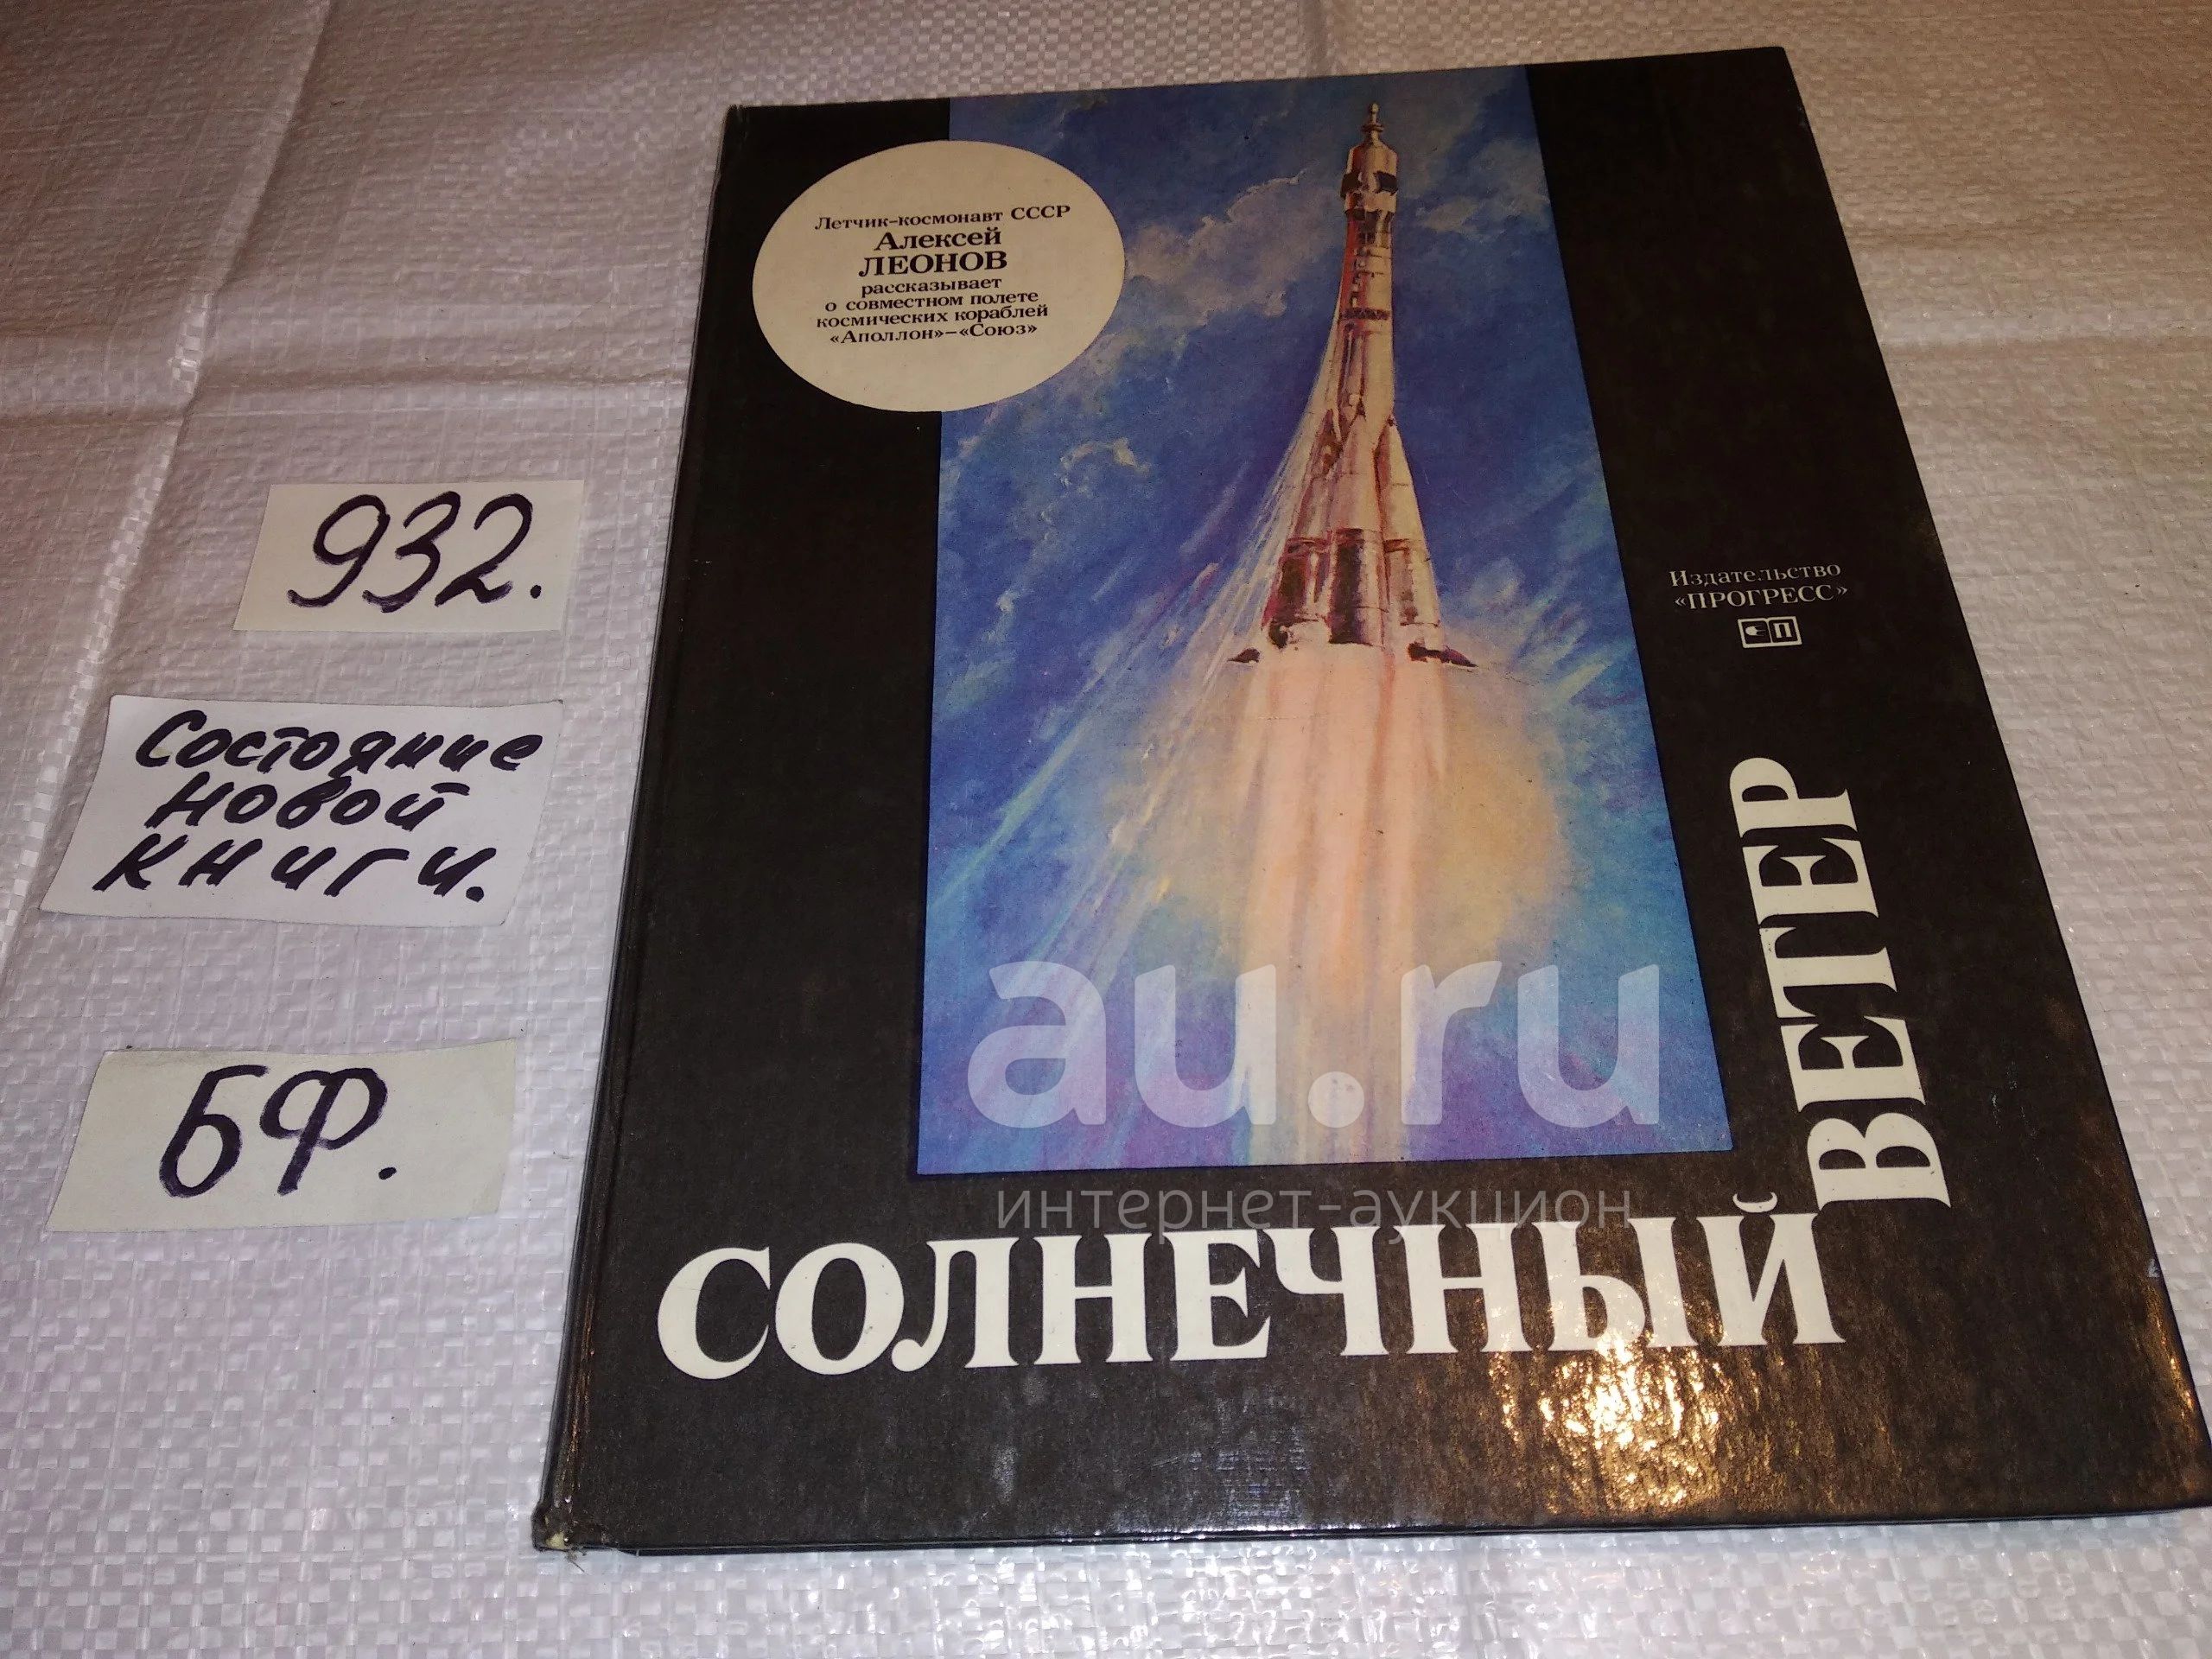 Летчик-космонавт СССР
Алексей
ЛЕОНОВ
рассказывает
о совместном полете
космических кораблей
«Аполлон»–«Союз»
932.
Издательство
«ПРОГРЕСС»
П
Состояние
новой
книги.
БФ.
au.ru
интернет-аукцион
СОЛНЕЧНЫЙ
ВЕТЕР